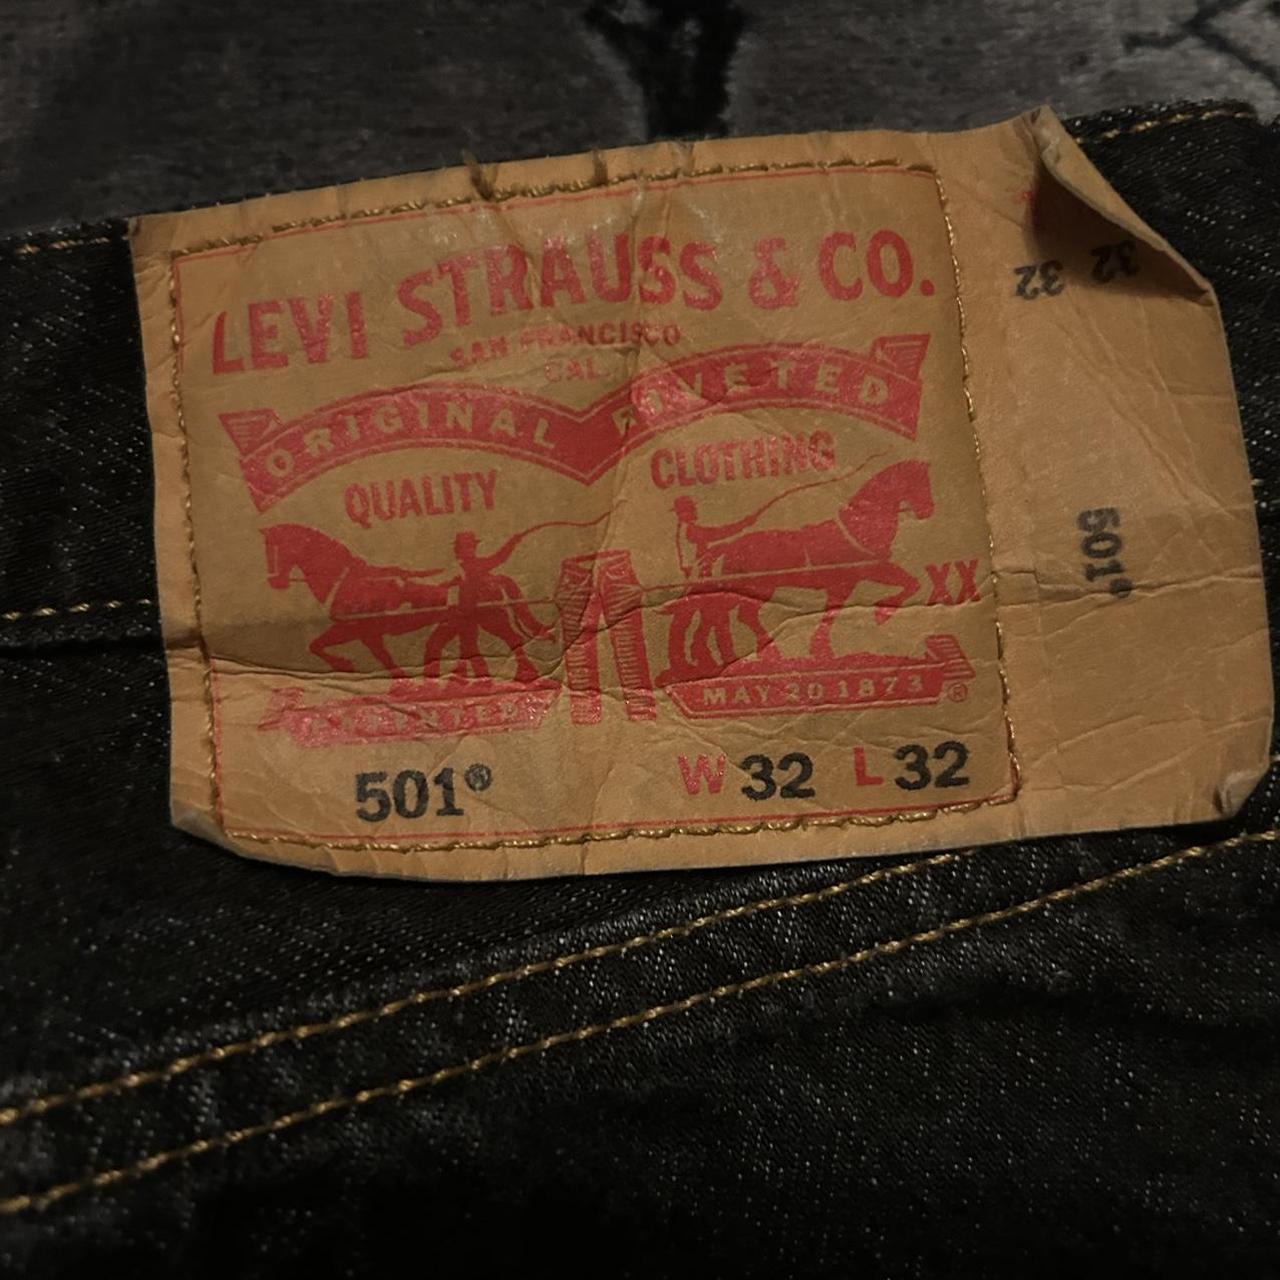 LEVI STRAUSS & CO.
SAN FRANCISCO
CAL.
ORIGINAL RIVETED
QUALITY CLOTHING
XX
PATENTED MAY 20 1873 ®
501® W 32 L 32
32 32
501®